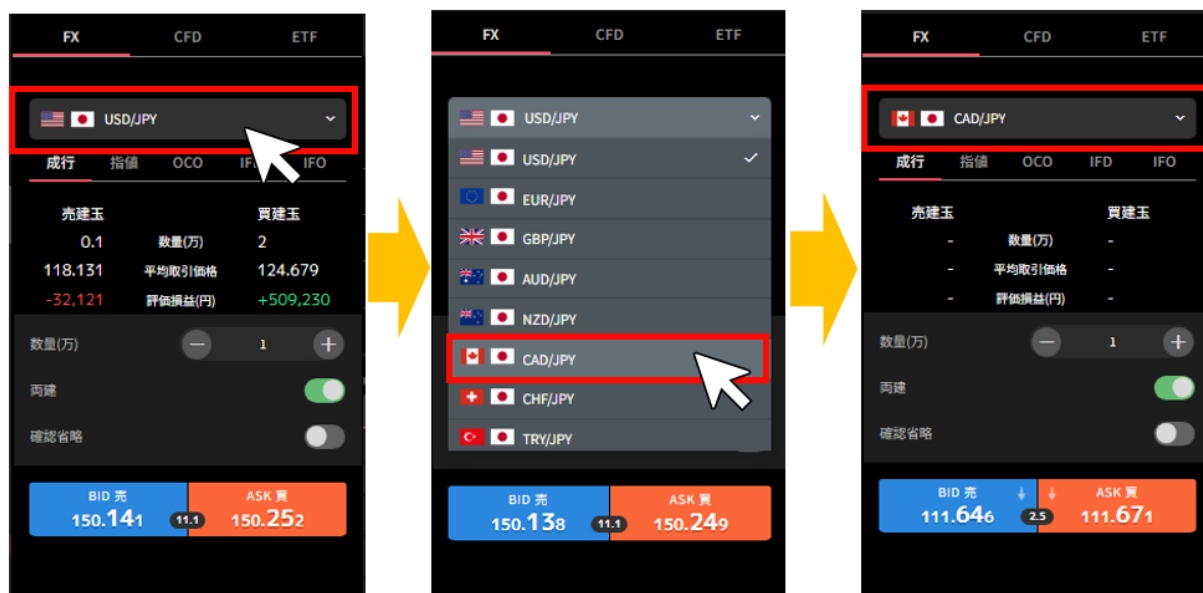 FX CFD ETF
USD/JPY
成行 指値 OCO IFD IFO
売建玉 買建玉
0.1 数量(万) 2
118.131 平均取引価格 124.679
-32,121 評価損益(円) +509,230
数量(万) 1
両建
確認省略
BID 売 ASK 買
150.141 11.1 150.252
FX CFD ETF
USD/JPY
USD/JPY
EUR/JPY
GBP/JPY
AUD/JPY
NZD/JPY
CAD/JPY
CHF/JPY
TRY/JPY
BID 売 ASK 買
150.138 11.1 150.249
FX CFD ETF
CAD/JPY
成行 指値 OCO IFD IFO
売建玉 買建玉
- 数量(万) -
- 平均取引価格 -
- 評価損益(円) -
数量(万) 1
両建
確認省略
BID 売 ASK 買
111.646 2.5 111.671